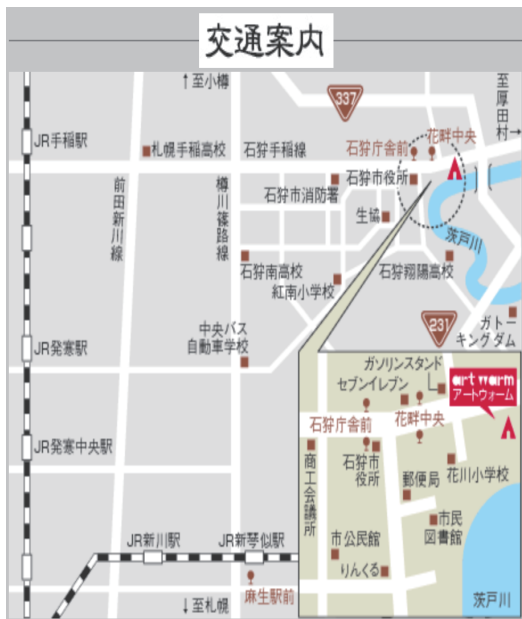 交通案内
↑至小樽
337
至厚田村→
JR手稲駅
札幌手稲高校
石狩手稲線
石狩庁舎前
花畔中央
石狩市役所
石狩市消防署
前田新川線
樽川篠路線
生協
茨戸川
石狩南高校
紅南小学校
石狩翔陽高校
中央バス
自動車学校
231
ガトー
キングダム
JR発寒駅
ガソリンスタンド
セブンイレブン
art warm
アートウォーム
石狩庁舎前
花畔中央
JR発寒中央駅
商工会議所
石狩市
役所
郵便局
花川小学校
市民
図書館
JR新川駅
JR新琴似駅
市公民館
りんくる
麻生駅前
↓至札幌
茨戸川